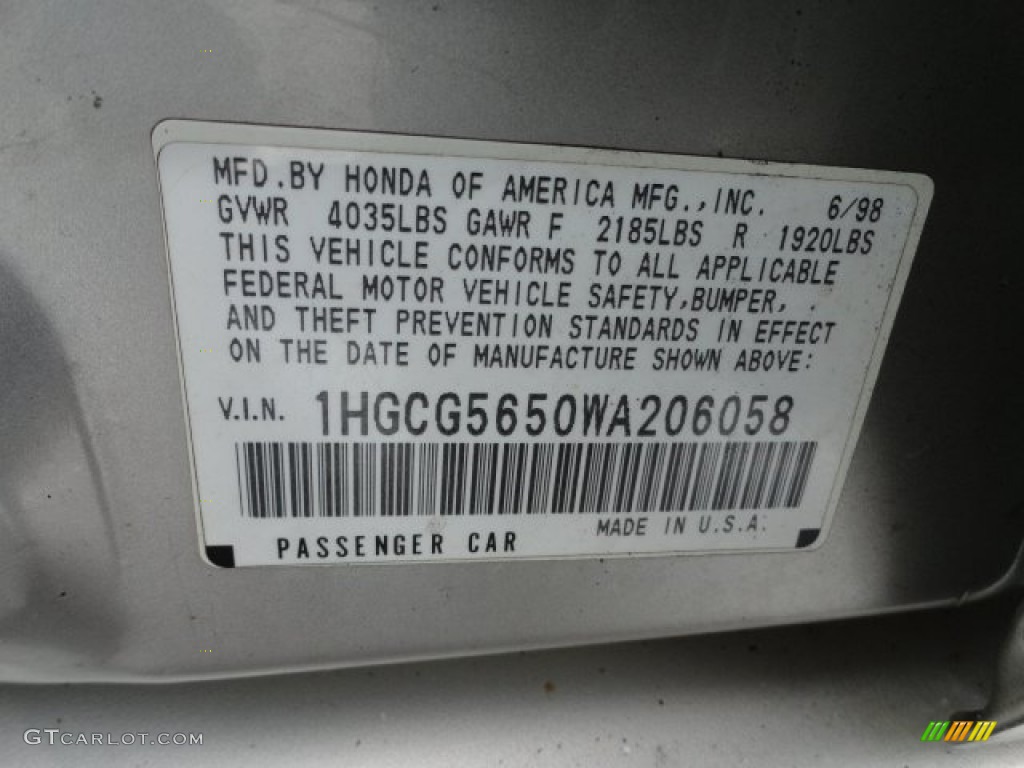 MFD.BY HONDA OF AMERICA MFG.,INC. 6/98
GVWR 4035LBS GAWR F 2185LBS R 1920LBS
THIS VEHICLE CONFORMS TO ALL APPLICABLE
FEDERAL MOTOR VEHICLE SAFETY,BUMPER,
AND THEFT PREVENTION STANDARDS IN EFFECT
ON THE DATE OF MANUFACTURE SHOWN ABOVE:
V.I.N. 1HGCG5650WA206058
MADE IN U.S.A.
PASSENGER CAR
GTCARLOT.COM